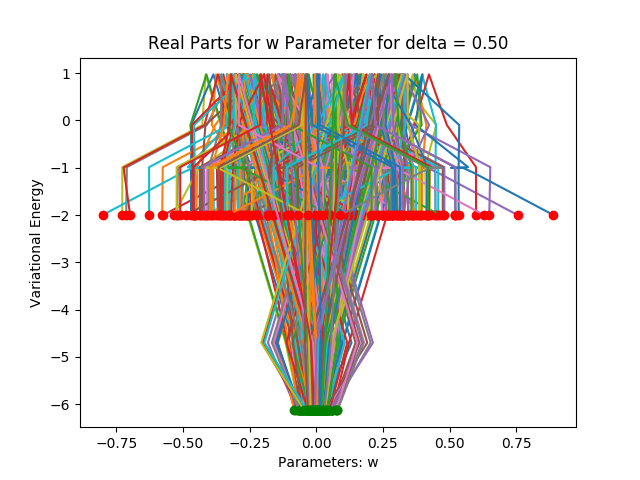 Real Parts for w Parameter for delta = 0.50
Variational Energy
1
0
−1
−2
−3
−4
−5
−6
−0.75 −0.50 −0.25 0.00 0.25 0.50 0.75
Parameters: w